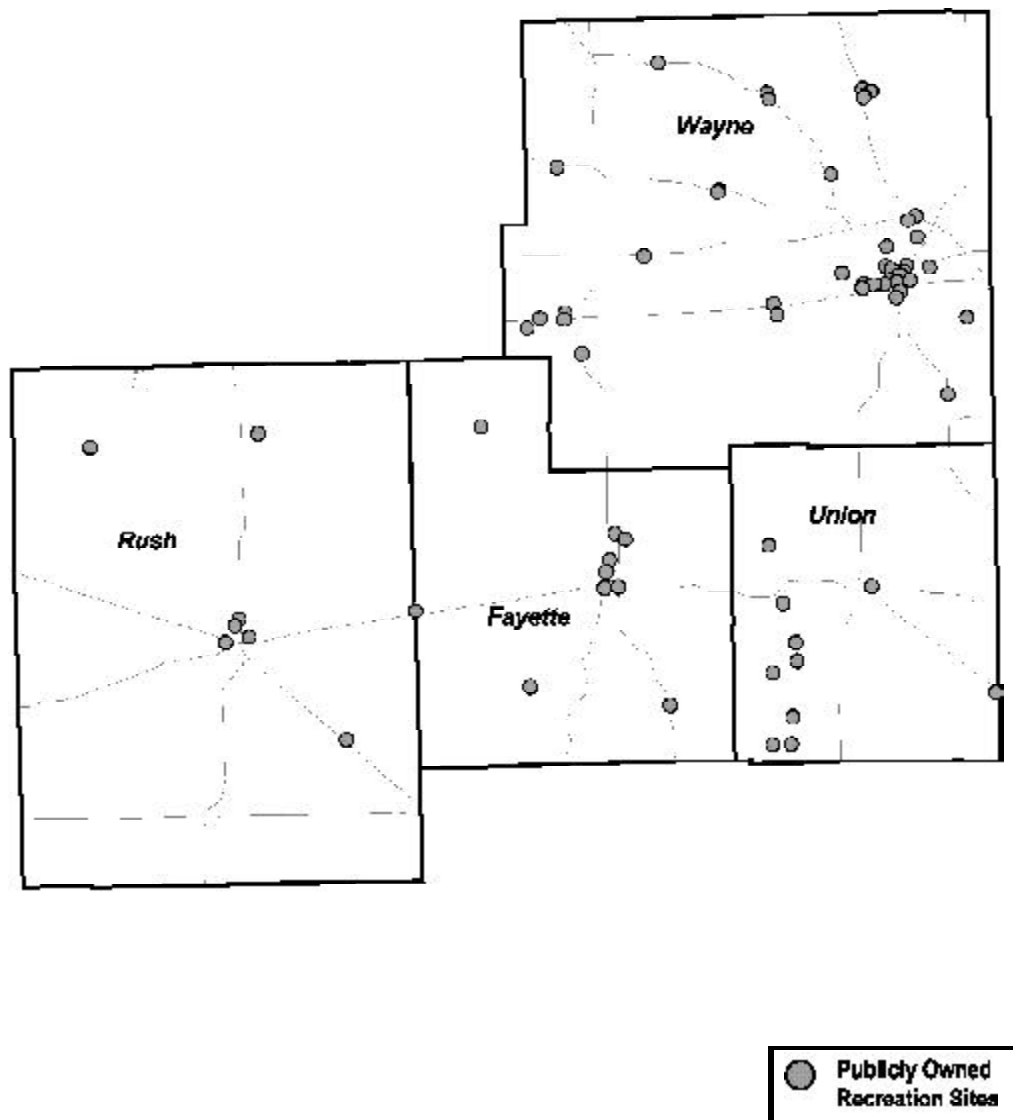 Wayne
Rush
Union
Fayette
Publicly Owned
Recreation Sites